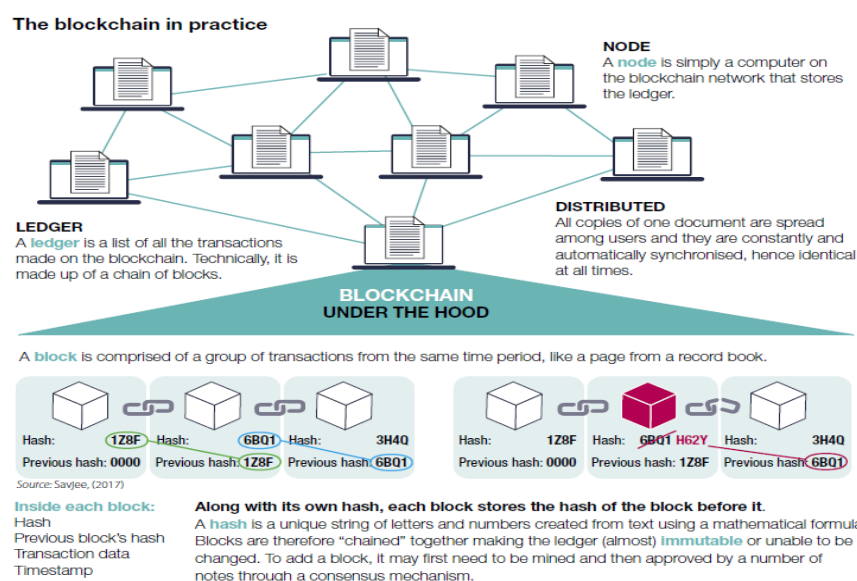 The blockchain in practice
NODE
A node is simply a computer on
the blockchain network that stores
the ledger.
LEDGER
A ledger is a list of all the transactions
made on the blockchain. Technically, it is
made up of a chain of blocks.
DISTRIBUTED
All copies of one document are spread
among users and they are constantly and
automatically synchronised, hence identical
at all times.
BLOCKCHAIN
UNDER THE HOOD
A block is comprised of a group of transactions from the same time period, like a page from a record book.
Hash: 1Z8F Hash: 6BQ1 Hash: 3H4Q
Previous hash: 0000 Previous hash: 1Z8F Previous hash: 6BQ1
Hash: 1Z8F Hash: 6BQ1 H62Y Hash: 3H4Q
Previous hash: 0000 Previous hash: 1Z8F Previous hash: 6BQ1
Source: Savjee, (2017)
Inside each block:
Hash
Previous block's hash
Transaction data
Timestamp
Along with its own hash, each block stores the hash of the block before it.
A hash is a unique string of letters and numbers created from text using a mathematical formula
Blocks are therefore “chained” together making the ledger (almost) immutable or unable to be
changed. To add a block, it may first need to be mined and then approved by a number of
notes through a consensus mechanism.